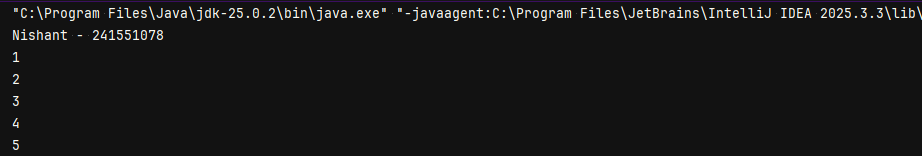 "C:\Program Files\Java\jdk-25.0.2\bin\java.exe" "-javaagent:C:\Program Files\JetBrains\IntelliJ IDEA 2025.3.3\lib\
Nishant - 241551078
1
2
3
4
5